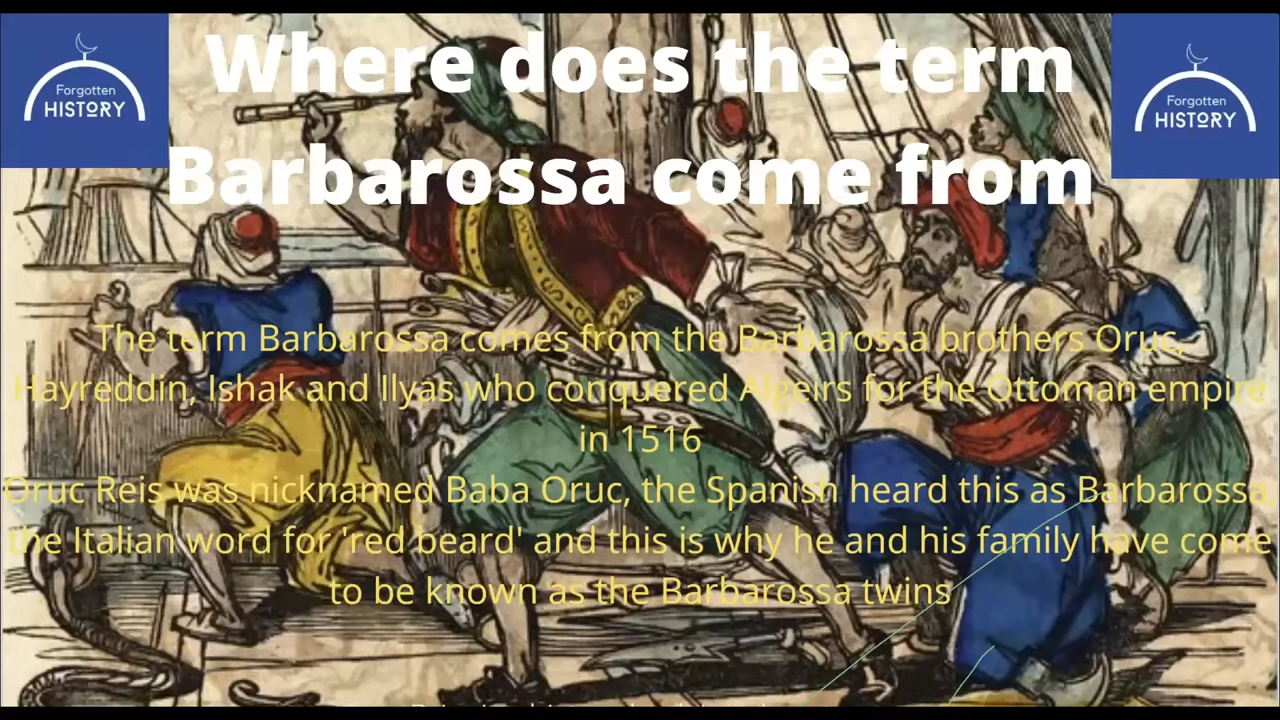 Where does the term
Forgotten
HISTORY
Forgotten
HISTORY
Barbarossa come from
The term Barbarossa comes from the Barbarossa brothers Oruc,
Hayreddin, Ishak and Ilyas who conquered Algeirs for the Ottoman empire
in 1516
Oruc Reis was nicknamed Baba Oruc, the Spanish heard this as Barbarossa
the Italian word for 'red beard' and this is why he and his family have come
to be known as the Barbarossa twins